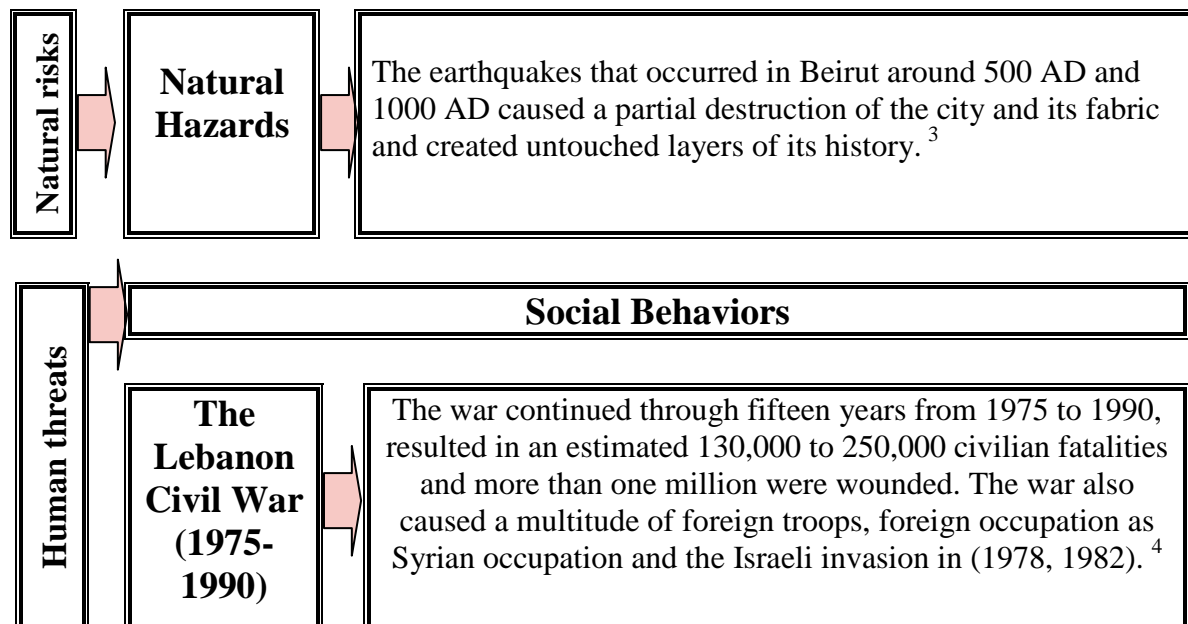 Natural risks
Natural
Hazards
The earthquakes that occurred in Beirut around 500 AD and
1000 AD caused a partial destruction of the city and its fabric
and created untouched layers of its history. 3
Human threats
Social Behaviors
The
Lebanon
Civil War
(1975-
1990)
The war continued through fifteen years from 1975 to 1990,
resulted in an estimated 130,000 to 250,000 civilian fatalities
and more than one million were wounded. The war also
caused a multitude of foreign troops, foreign occupation as
Syrian occupation and the Israeli invasion in (1978, 1982). 4